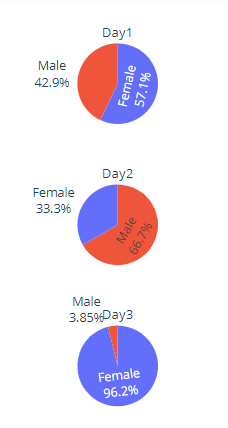 Day1
Male
42.9%
Female
57.1%
Day2
Female
33.3%
Male
66.7%
Male
3.85%
Day3
Female
96.2%